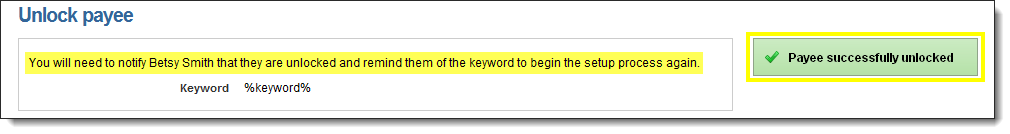 Unlock payee
You will need to notify Betsy Smith that they are unlocked and remind them of the keyword to begin the setup process again.
Keyword %keyword%
Payee successfully unlocked